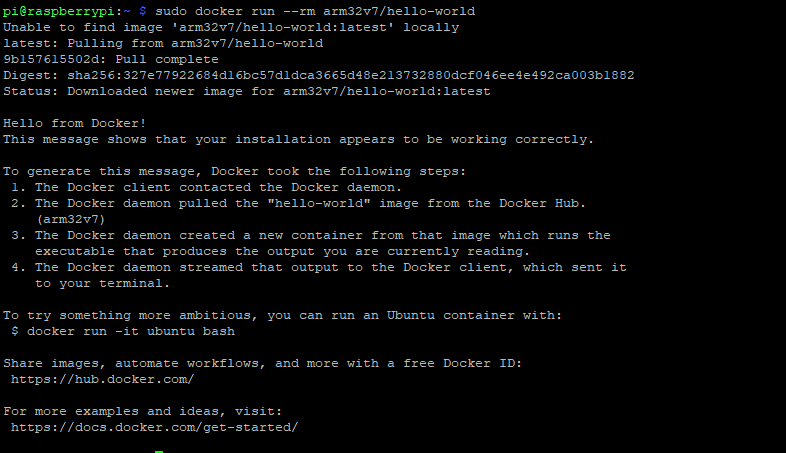 pi@raspberrypi:~ $ sudo docker run --rm arm32v7/hello-world
Unable to find image 'arm32v7/hello-world:latest' locally
latest: Pulling from arm32v7/hello-world
9b157615502d: Pull complete
Digest: sha256:327e77922684d16bc57d1dca3665d48e213732880dcf046ee4e492ca003b1882
Status: Downloaded newer image for arm32v7/hello-world:latest

Hello from Docker!
This message shows that your installation appears to be working correctly.

To generate this message, Docker took the following steps:
 1. The Docker client contacted the Docker daemon.
 2. The Docker daemon pulled the "hello-world" image from the Docker Hub.
    (arm32v7)
 3. The Docker daemon created a new container from that image which runs the
    executable that produces the output you are currently reading.
 4. The Docker daemon streamed that output to the Docker client, which sent it
    to your terminal.

To try something more ambitious, you can run an Ubuntu container with:
 $ docker run -it ubuntu bash

Share images, automate workflows, and more with a free Docker ID:
 https://hub.docker.com/

For more examples and ideas, visit:
 https://docs.docker.com/get-started/